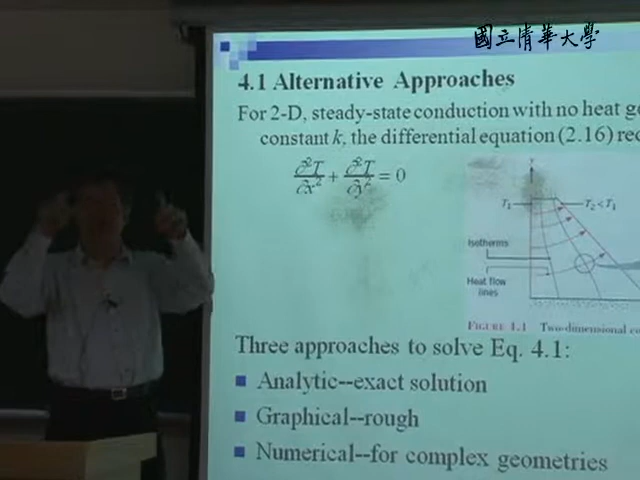 國立清華大學
4.1 Alternative Approaches
For 2-D, steady-state conduction with no heat
constant k, the differential equation (2.16)
∂²T/∂x² + ∂²T/∂y² = 0
T₁
T₂<T₁
Isotherms
Heat flow
lines
FIGURE 4.1 Two-dimensional
Three approaches to solve Eq. 4.1:
Analytic--exact solution
Graphical--rough
Numerical--for complex geometries